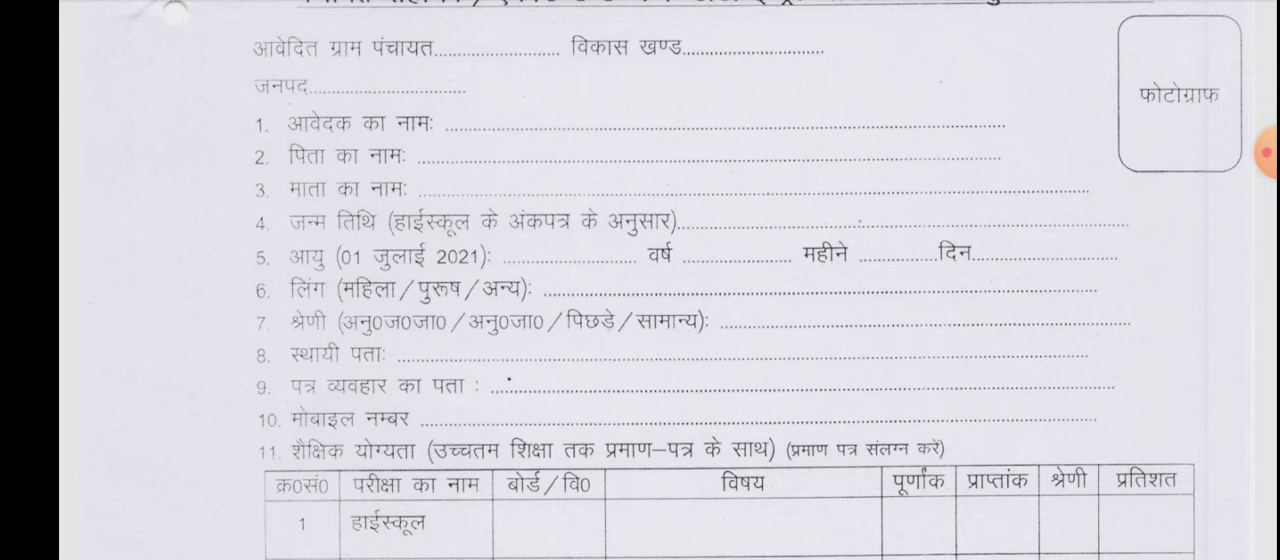 आवेदित ग्राम पंचायत........................ विकास खण्ड...........................
जनपद..............................
फोटोग्राफ
1. आवेदक का नामः ................................................................
2. पिता का नामः ................................................................
3. माता का नामः ................................................................
4. जन्म तिथि (हाईस्कूल के अंकपत्र के अनुसार)................................................................
5. आयु (01 जुलाई 2021): .......................... वर्ष ..................... महीने ...............दिन............................
6. लिंग (महिला/पुरूष/अन्य): ................................................................
7. श्रेणी (अनु0ज0जा0/अनु0जा0/पिछड़े/सामान्य): ................................................................
8. स्थायी पताः ................................................................
9. पत्र व्यवहार का पता : ................................................................
10. मोबाइल नम्बर ................................................................
11. शैक्षिक योग्यता (उच्चतम शिक्षा तक प्रमाण–पत्र के साथ) (प्रमाण पत्र संलग्न करें)
क्र0सं0 परीक्षा का नाम बोर्ड/वि0 विषय पूर्णांक प्राप्तांक श्रेणी प्रतिशत
1 हाईस्कूल